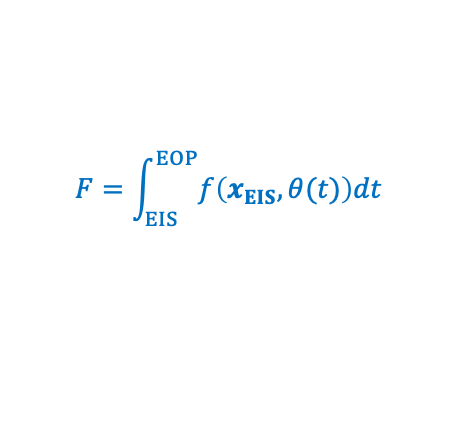 F = ∫_EIS^EOP f(x_EIS, θ(t))dt